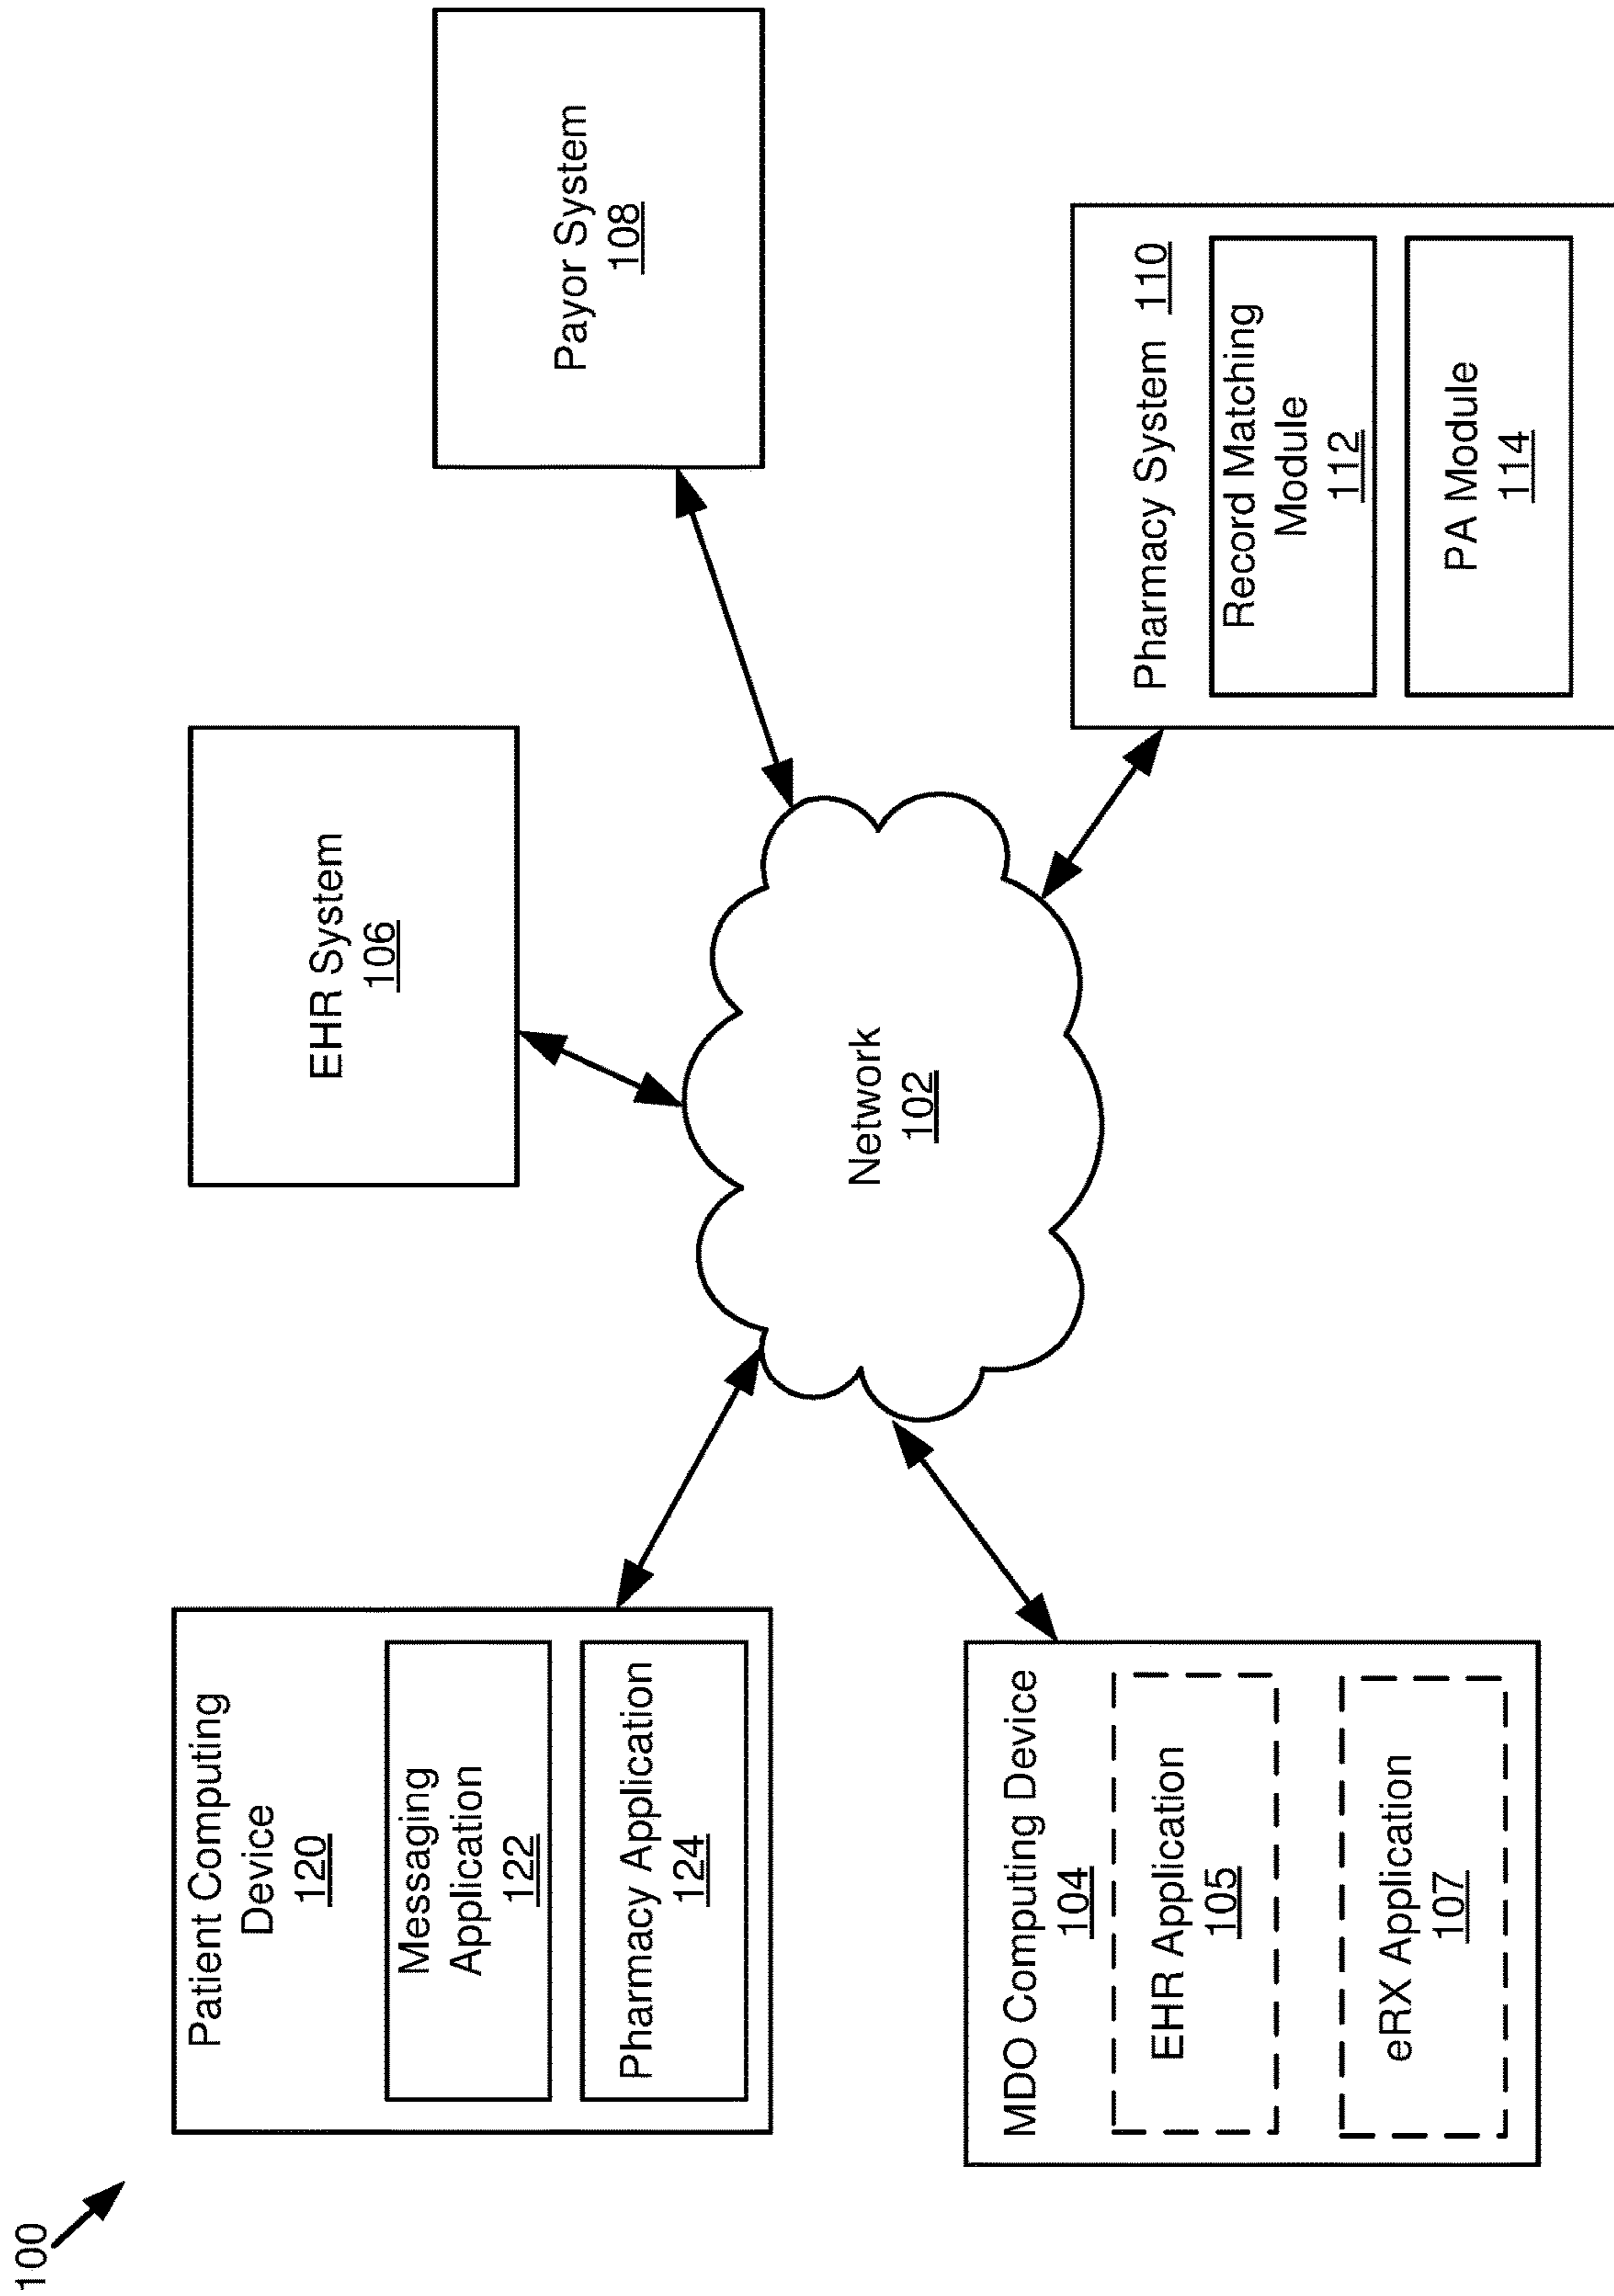 100
Patient Computing
Device
120
Messaging
Application
122
Pharmacy Application
124
EHR System
106
Payor System
108
Network
102
MDO Computing Device
104
EHR Application
105
eRX Application
107
Pharmacy System 110
Record Matching
Module
112
PA Module
114